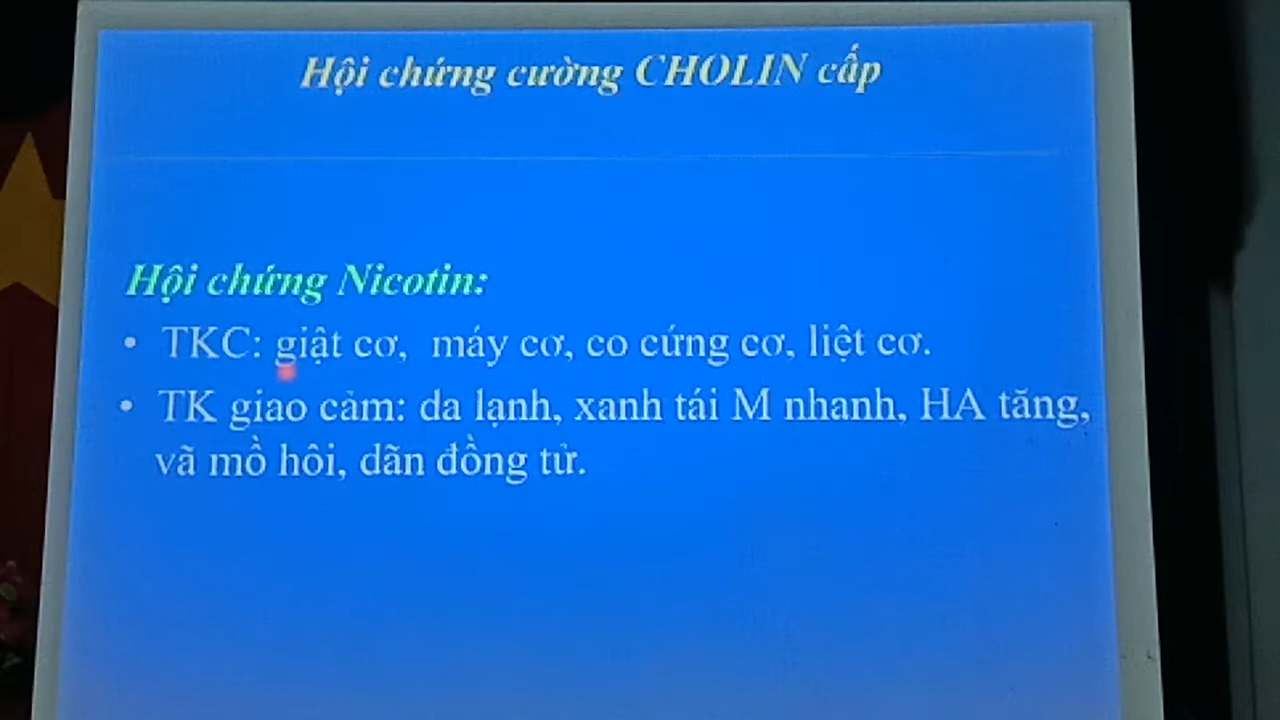 Hội chứng cường CHOLIN cấp
Hội chứng Nicotin:
• TKC: giật cơ, máy cơ, co cứng cơ, liệt cơ.
• TK giao cảm: da lạnh, xanh tái M nhanh, HA tăng,
vã mồ hôi, dãn đồng tử.